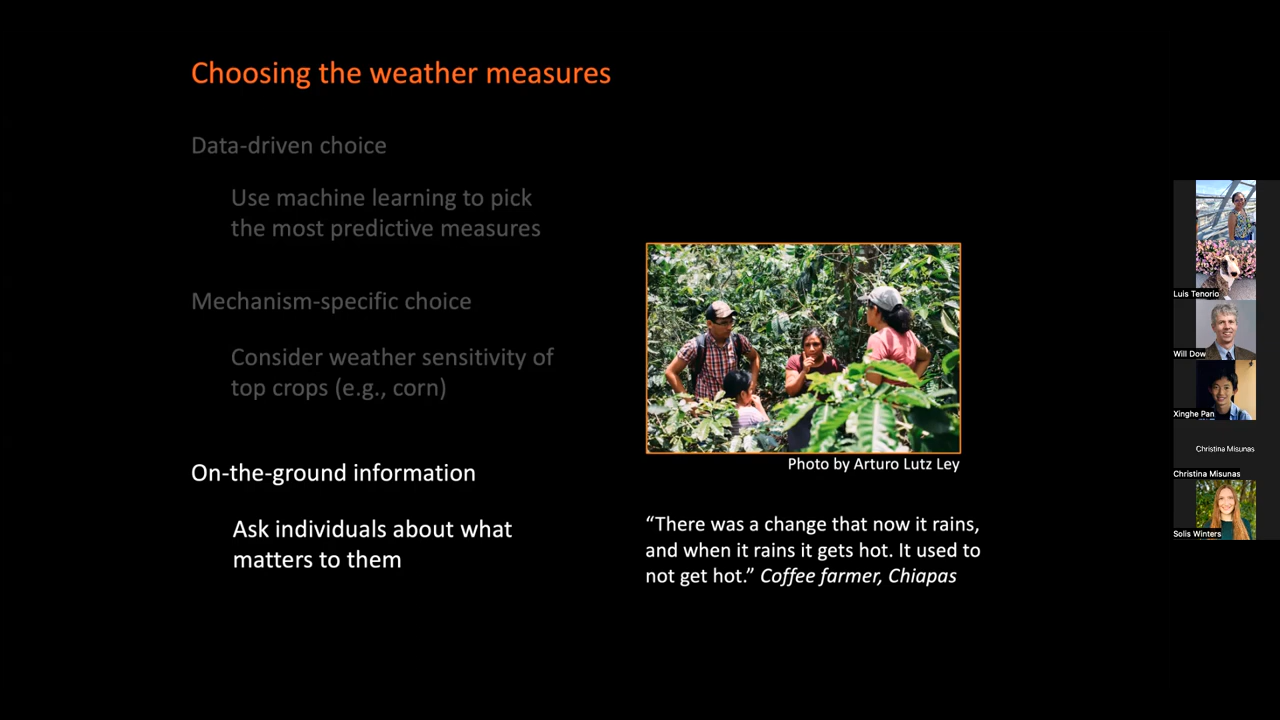 Choosing the weather measures
Data-driven choice
Use machine learning to pick
the most predictive measures
Mechanism-specific choice
Consider weather sensitivity of
top crops (e.g., corn)
On-the-ground information
Ask individuals about what
matters to them
Photo by Arturo Lutz Ley
“There was a change that now it rains,
and when it rains it gets hot. It used to
not get hot.” Coffee farmer, Chiapas
Luis Tenorio
Will Dow
Xinghe Pan
Christina Misunas
Christina Misunas
Solis Winters